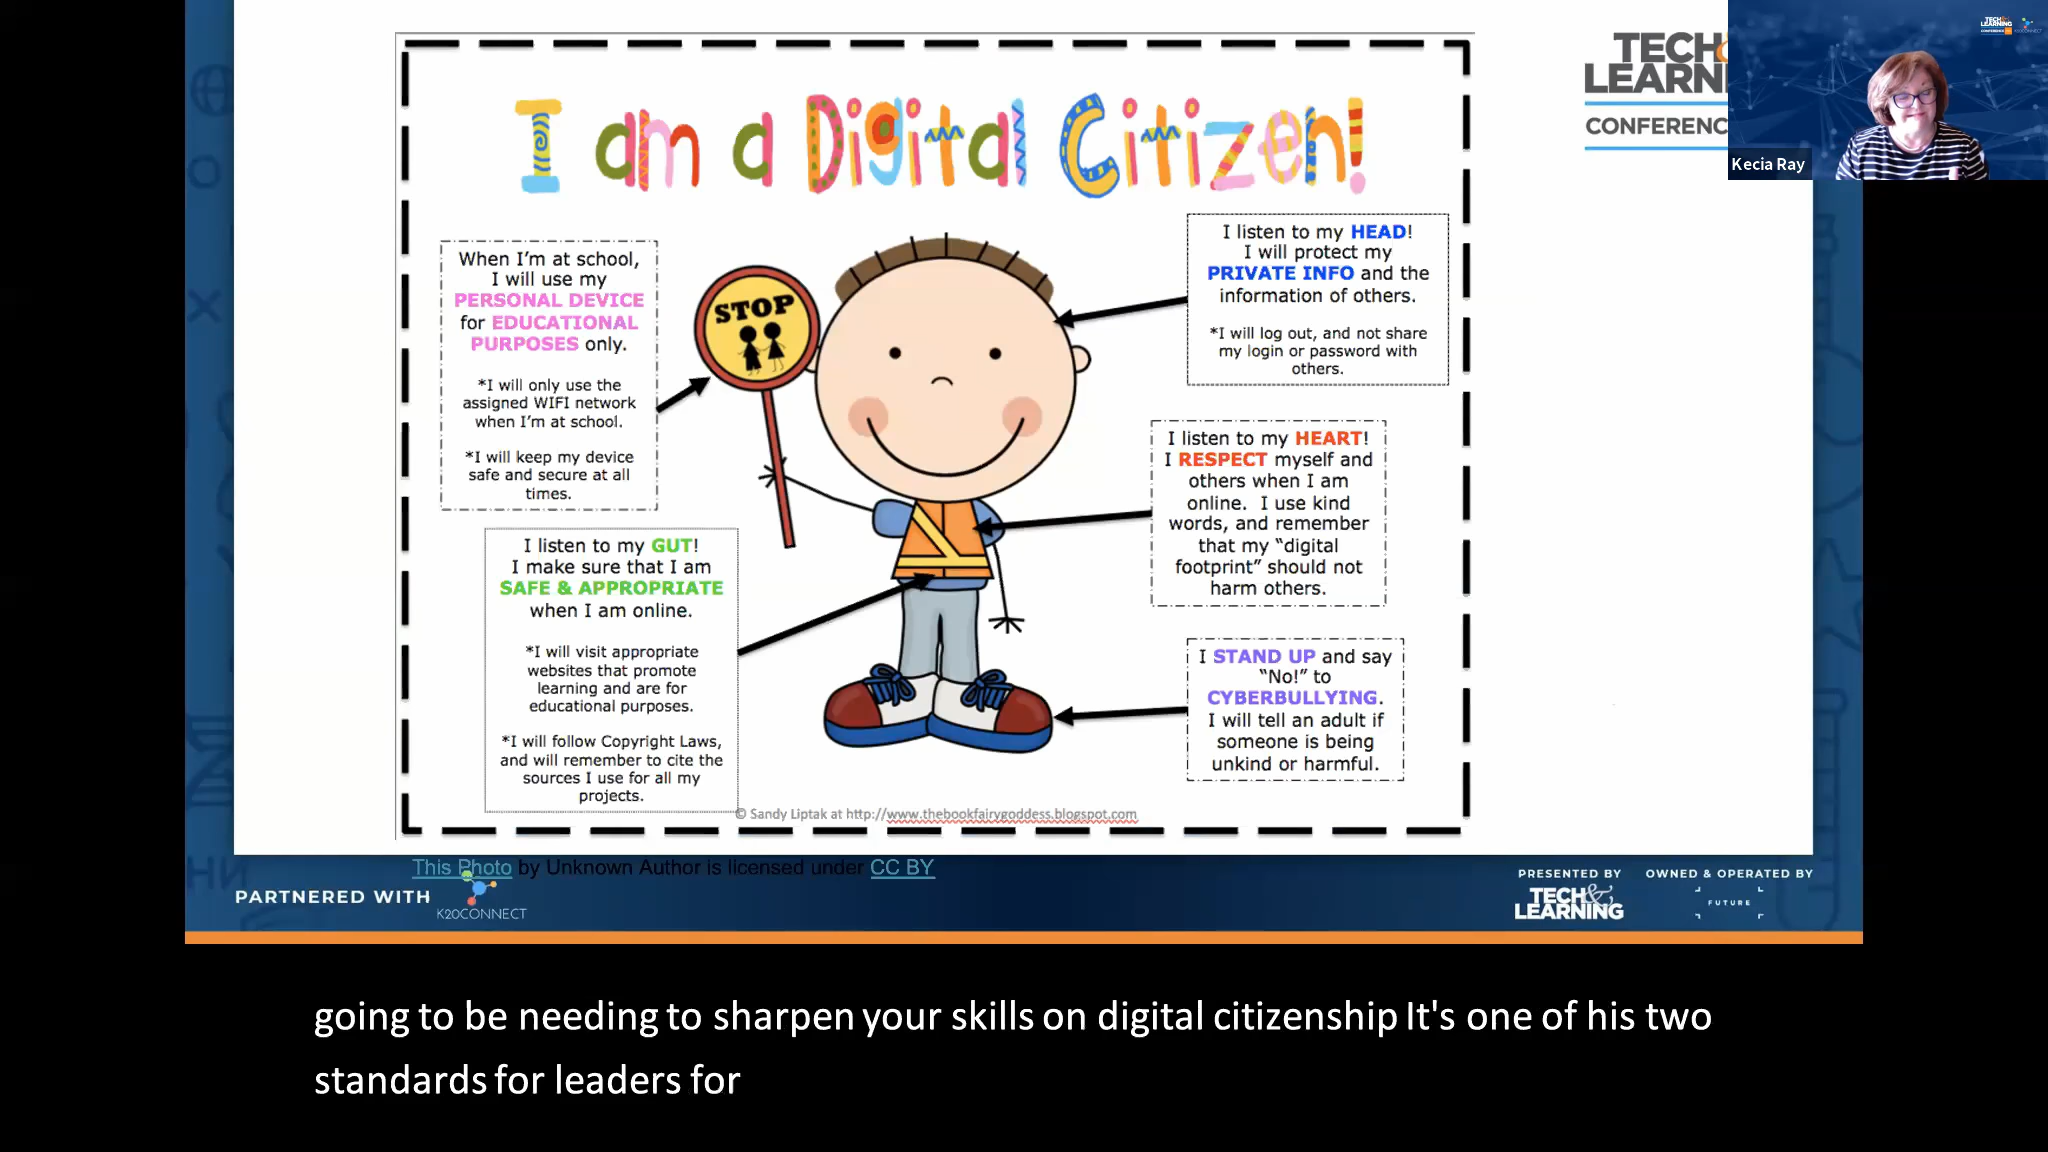 I am a Digital Citizen!
When I'm at school,
I will use my
PERSONAL DEVICE
for EDUCATIONAL
PURPOSES only.
*I will only use the
assigned WIFI network
when I'm at school.
*I will keep my device
safe and secure at all
times.
STOP
I listen to my HEAD!
I will protect my
PRIVATE INFO and the
information of others.
*I will log out, and not share
my login or password with
others.
I listen to my HEART!
I RESPECT myself and
others when I am
online. I use kind
words, and remember
that my “digital
footprint” should not
harm others.
I listen to my GUT!
I make sure that I am
SAFE & APPROPRIATE
when I am online.
*I will visit appropriate
websites that promote
learning and are for
educational purposes.
*I will follow Copyright Laws,
and will remember to cite the
sources I use for all my
projects.
I STAND UP and say
“No!” to
CYBERBULLYING.
I will tell an adult if
someone is being
unkind or harmful.
© Sandy Liptak at http://www.thebookfairygoddess.blogspot.com
TECH&
LEARN
CONFERENC
TECH&
LEARNING
CONFERENCE
K20CONNECT
Kecia Ray
This Photo by Unknown Author is licensed under CC BY
PARTNERED WITH
K20CONNECT
PRESENTED BY
TECH&
LEARNING
OWNED & OPERATED BY
FUTURE
going to be needing to sharpen your skills on digital citizenship It's one of his two
standards for leaders for